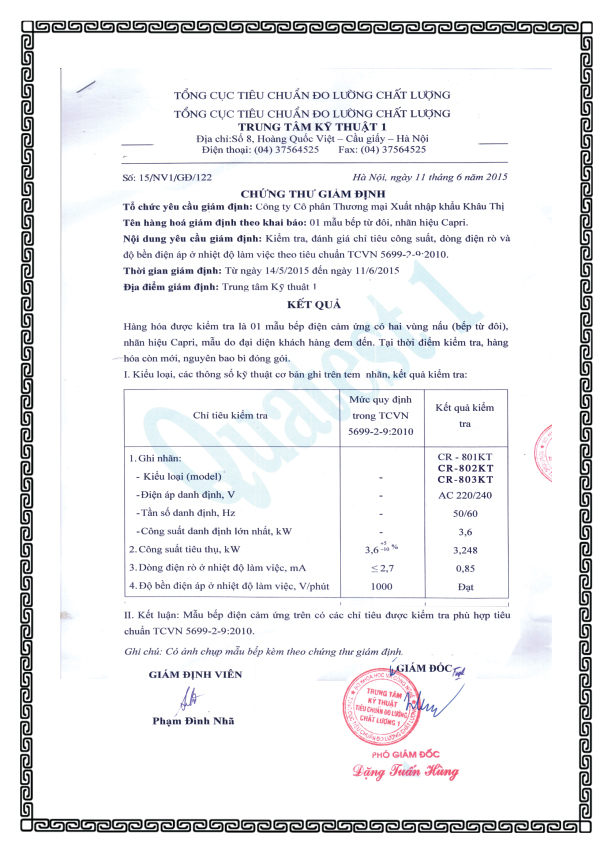 TỔNG CỤC TIÊU CHUẨN ĐO LƯỜNG CHẤT LƯỢNG
TỔNG CỤC TIÊU CHUẨN ĐO LƯỜNG CHẤT LƯỢNG
TRUNG TÂM KỸ THUẬT 1
Địa chỉ:Số 8, Hoàng Quốc Việt – Cầu giấy – Hà Nội
Điện thoại: (04) 37564525 Fax: (04) 37564525
Số: 15/NV1/GĐ/122 Hà Nội, ngày 11 tháng 6 năm 2015
CHỨNG THƯ GIÁM ĐỊNH
Tổ chức yêu cầu giám định: Công ty Cổ phần Thương mại Xuất nhập khẩu Khâu Thị
Tên hàng hoá giám định theo khai báo: 01 mẫu bếp từ đôi, nhãn hiệu Capri.
Nội dung yêu cầu giám định: Kiểm tra, đánh giá chỉ tiêu công suất, dòng điện rò và
độ bền điện áp ở nhiệt độ làm việc theo tiêu chuẩn TCVN 5699-2-9:2010.
Thời gian giám định: Từ ngày 14/5/2015 đến ngày 11/6/2015
Địa điểm giám định: Trung tâm Kỹ thuật 1
KẾT QUẢ
Hàng hóa được kiểm tra là 01 mẫu bếp điện cảm ứng có hai vùng nấu (bếp từ đôi),
nhãn hiệu Capri, mẫu do đại diện khách hàng đem đến. Tại thời điểm kiểm tra, hàng
hóa còn mới, nguyên bao bì đóng gói.
I. Kiểu loại, các thông số kỹ thuật cơ bản ghi trên tem nhãn, kết quả kiểm tra:
Chỉ tiêu kiểm tra
Mức quy định
trong TCVN
5699-2-9:2010
Kết quả kiểm
tra
1. Ghi nhãn: CR - 801KT
CR-802KT
- Kiểu loại (model) - CR-803KT
- Điện áp danh định, V - AC 220/240
- Tần số danh định, Hz - 50/60
- Công suất danh định lớn nhất, kW - 3,6
2. Công suất tiêu thụ, kW 3,6 +5 -10 % 3,248
3. Dòng điện rò ở nhiệt độ làm việc, mA ≤ 2,7 0,85
4. Độ bền điện áp ở nhiệt độ làm việc, V/phút 1000 Đạt
II. Kết luận: Mẫu bếp điện cảm ứng trên có các chỉ tiêu được kiểm tra phù hợp tiêu
chuẩn TCVN 5699-2-9:2010.
Ghi chú: Có ảnh chụp mẫu bếp kèm theo chứng thư giám định.
GIÁM ĐỊNH VIÊN
GIÁM ĐỐC
TRUNG TÂM
KỸ THUẬT
TIÊU CHUẨN ĐO LƯỜNG
CHẤT LƯỢNG 1
Phạm Đình Nhã
PHÓ GIÁM ĐỐC
Đặng Tuấn Hùng
Quatest 1